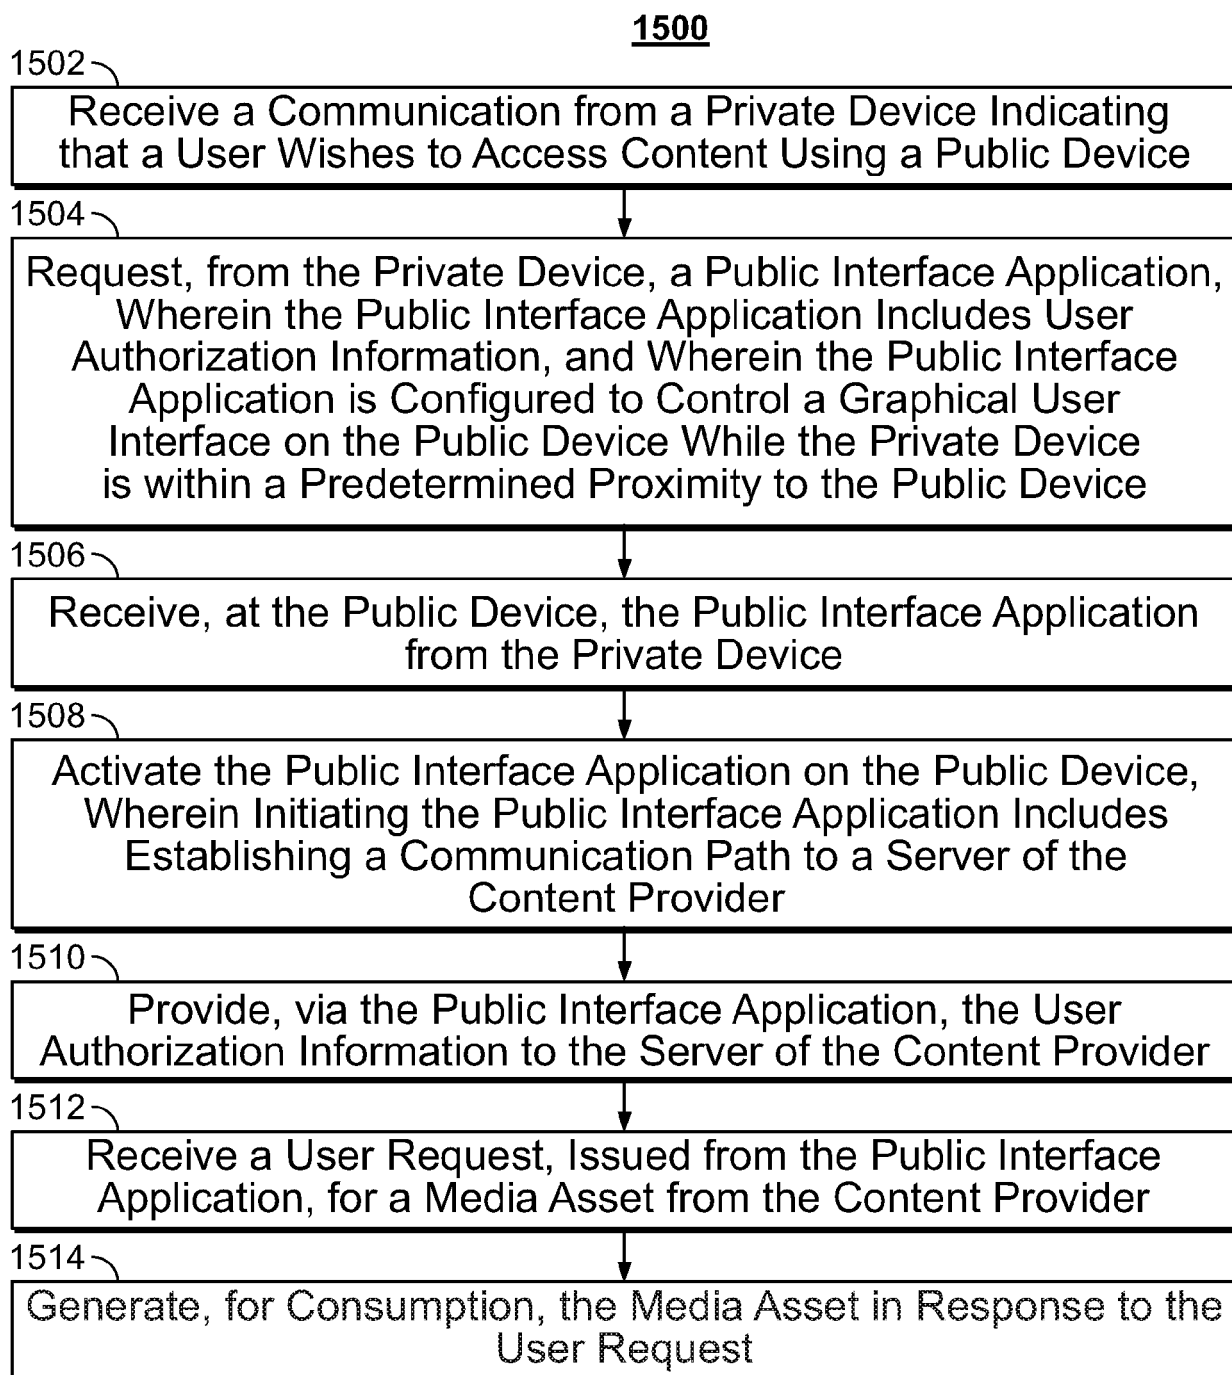 1500
1502
Receive a Communication from a Private Device Indicating
that a User Wishes to Access Content Using a Public Device
1504
Request, from the Private Device, a Public Interface Application,
Wherein the Public Interface Application Includes User
Authorization Information, and Wherein the Public Interface
Application is Configured to Control a Graphical User
Interface on the Public Device While the Private Device
is within a Predetermined Proximity to the Public Device
1506
Receive, at the Public Device, the Public Interface Application
from the Private Device
1508
Activate the Public Interface Application on the Public Device,
Wherein Initiating the Public Interface Application Includes
Establishing a Communication Path to a Server of the
Content Provider
1510
Provide, via the Public Interface Application, the User
Authorization Information to the Server of the Content Provider
1512
Receive a User Request, Issued from the Public Interface
Application, for a Media Asset from the Content Provider
1514
Generate, for Consumption, the Media Asset in Response to the
User Request